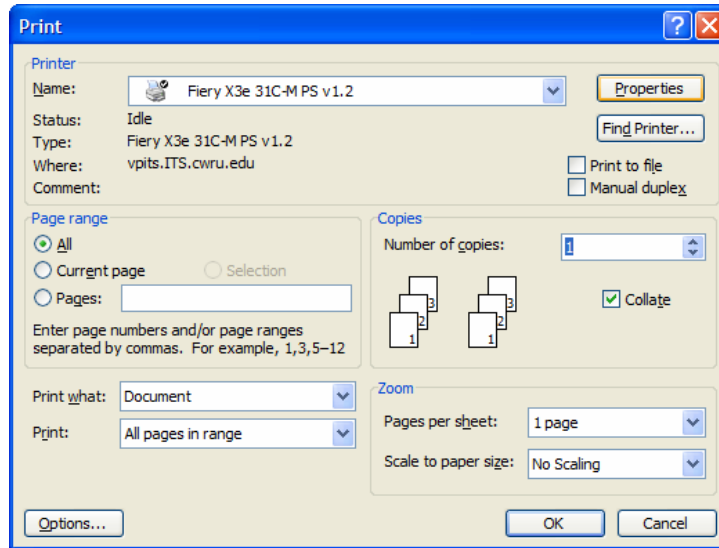 Print
Printer
Name: Fiery X3e 31C-M PS v1.2 Properties
Status: Idle
Find Printer...
Type: Fiery X3e 31C-M PS v1.2
Where: vpits.ITS.cwru.edu
Print to file
Comment:
Manual duplex
Page range
All
Current page Selection
Pages:
Enter page numbers and/or page ranges
separated by commas. For example, 1,3,5–12
Copies
Number of copies: 1
3 3
2 2
1 1
Collate
Print what: Document
Print: All pages in range
Zoom
Pages per sheet: 1 page
Scale to paper size: No Scaling
Options... OK Cancel